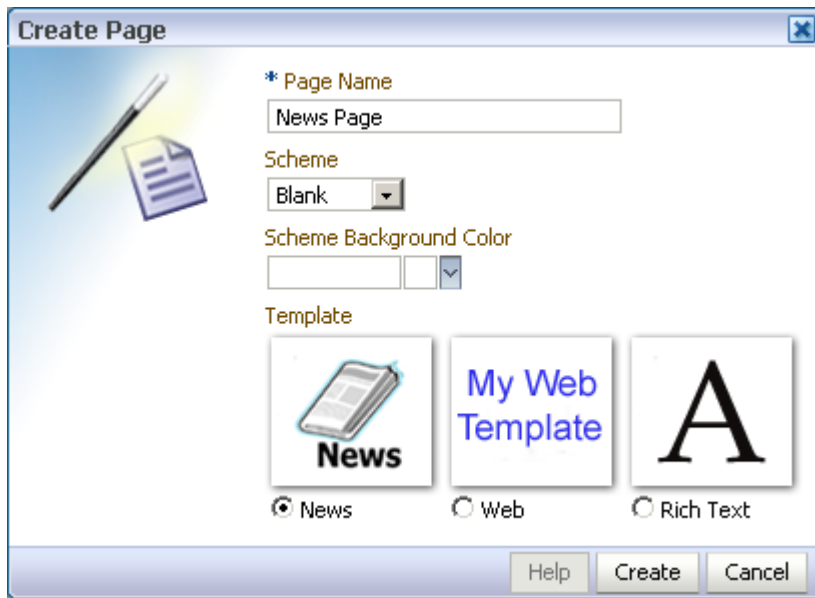 Create Page
* Page Name
News Page
Scheme
Blank
Scheme Background Color
Template
News
My Web
Template
A
News Web Rich Text
Help Create Cancel